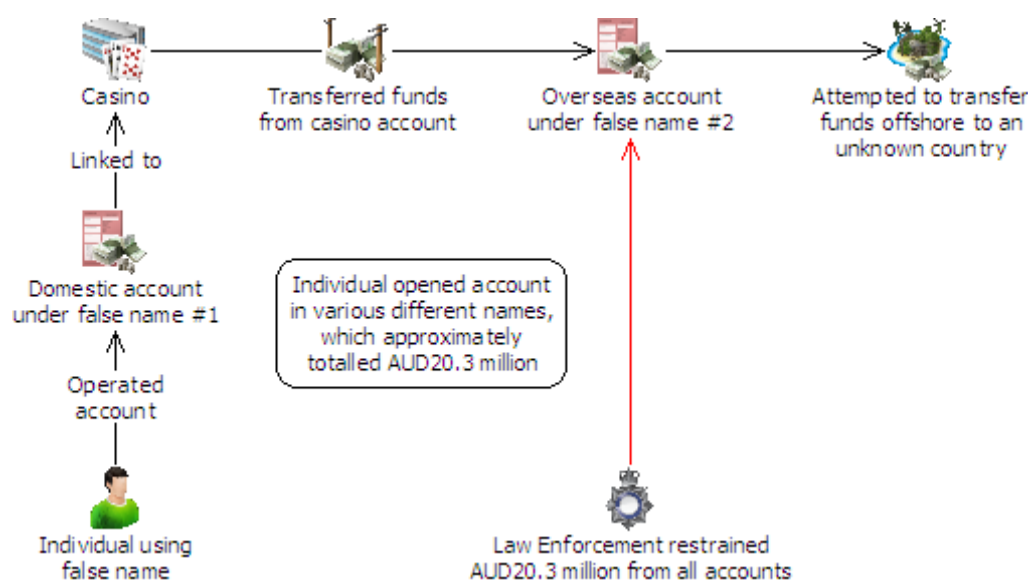 Casino
Transferred funds
from casino account
Overseas account
under false name #2
Attempted to transfer
funds offshore to an
unknown country
Linked to
Domestic account
under false name #1
Individual opened account
in various different names,
which approximately
totalled AUD20.3 million
Operated
account
Individual using
false name
Law Enforcement restrained
AUD20.3 million from all accounts